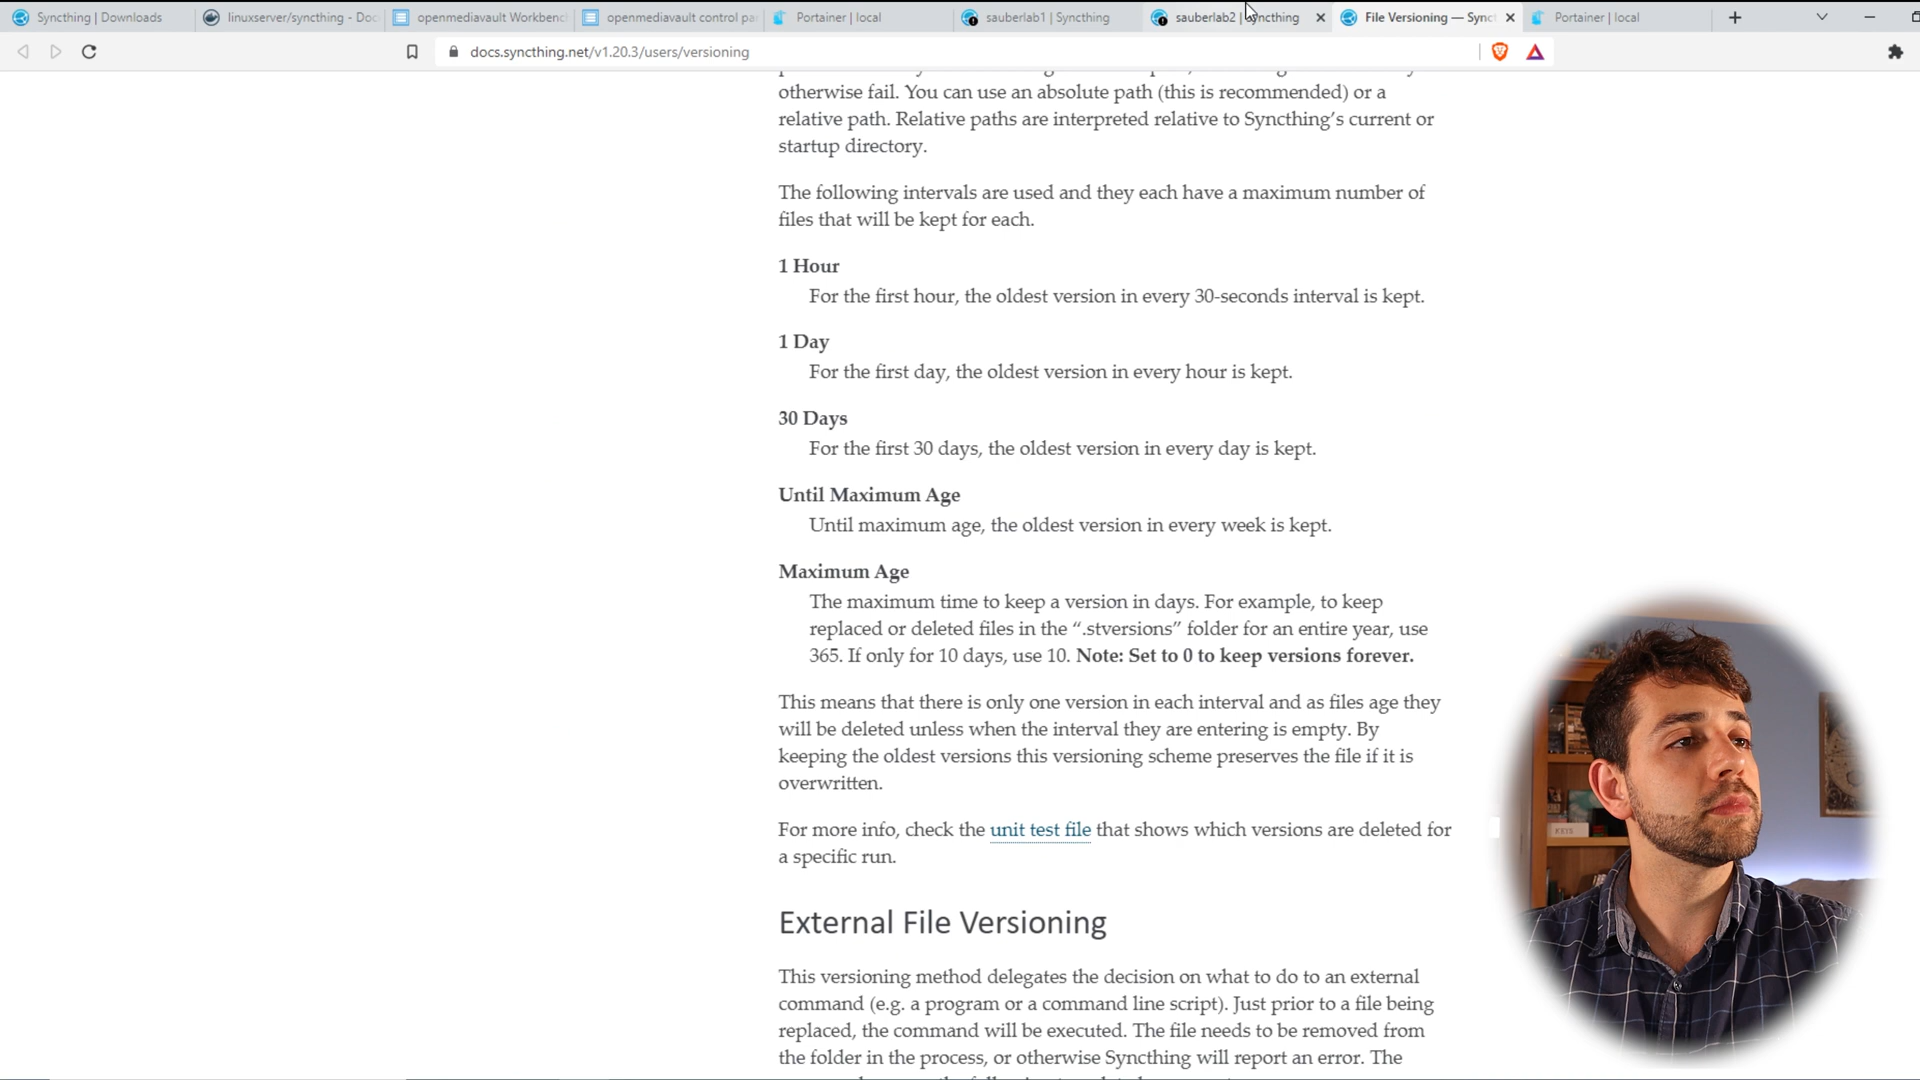 Syncthing | Downloads
linuxserver/syncthing - Doc
openmediavault Workbench
openmediavault control pa
Portainer | local
sauberlab1 | Syncthing
sauberlab2 | Syncthing
File Versioning — Sync
Portainer | local
docs.syncthing.net/v1.20.3/users/versioning
otherwise fail. You can use an absolute path (this is recommended) or a
relative path. Relative paths are interpreted relative to Syncthing’s current or
startup directory.
The following intervals are used and they each have a maximum number of
files that will be kept for each.
1 Hour
For the first hour, the oldest version in every 30-seconds interval is kept.
1 Day
For the first day, the oldest version in every hour is kept.
30 Days
For the first 30 days, the oldest version in every day is kept.
Until Maximum Age
Until maximum age, the oldest version in every week is kept.
Maximum Age
The maximum time to keep a version in days. For example, to keep
replaced or deleted files in the “.stversions” folder for an entire year, use
365. If only for 10 days, use 10. Note: Set to 0 to keep versions forever.
This means that there is only one version in each interval and as files age they
will be deleted unless when the interval they are entering is empty. By
keeping the oldest versions this versioning scheme preserves the file if it is
overwritten.
For more info, check the unit test file that shows which versions are deleted for
a specific run.
External File Versioning
This versioning method delegates the decision on what to do to an external
command (e.g. a program or a command line script). Just prior to a file being
replaced, the command will be executed. The file needs to be removed from
the folder in the process, or otherwise Syncthing will report an error. The
KEYS